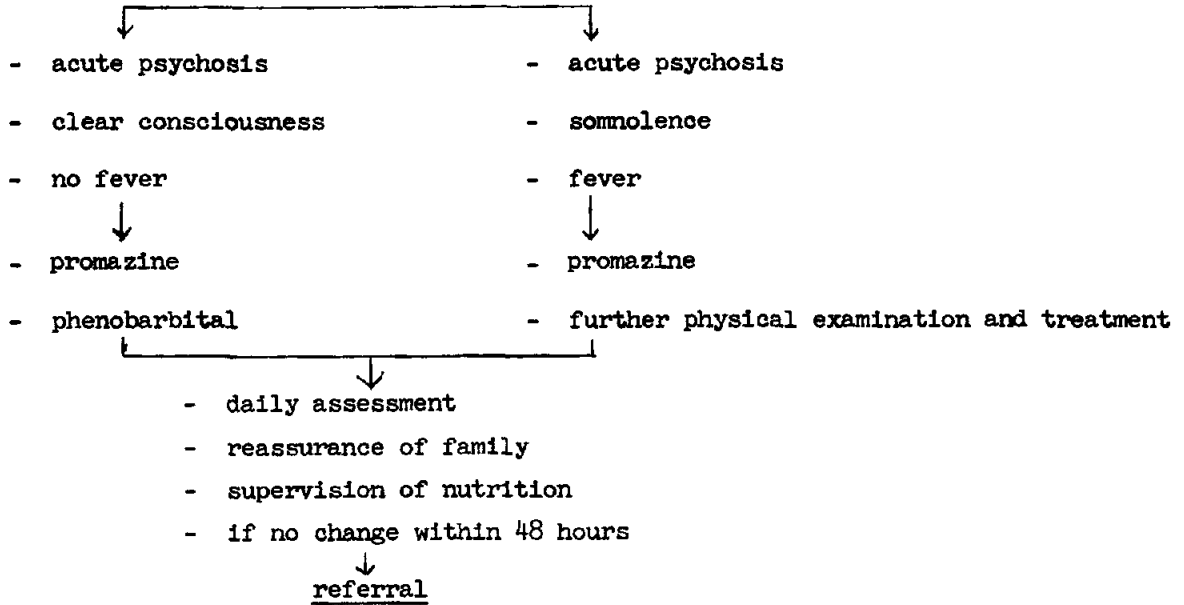 - acute psychosis
- clear consciousness
- no fever
- promazine
- phenobarbital
- acute psychosis
- somnolence
- fever
- promazine
- further physical examination and treatment
- daily assessment
- reassurance of family
- supervision of nutrition
- if no change within 48 hours
referral